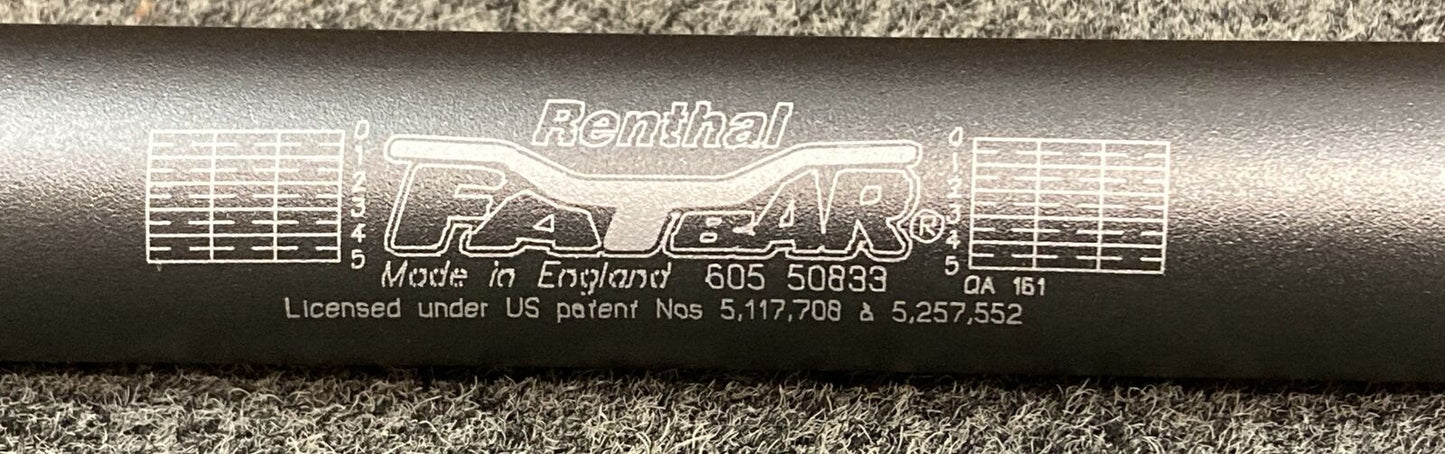 Renthal
FATBAR®
0
1
2
3
4
5
0
1
2
3
4
5
Made in England 605 50833
QA 161
Licensed under US patent Nos 5,117,708 & 5,257,552